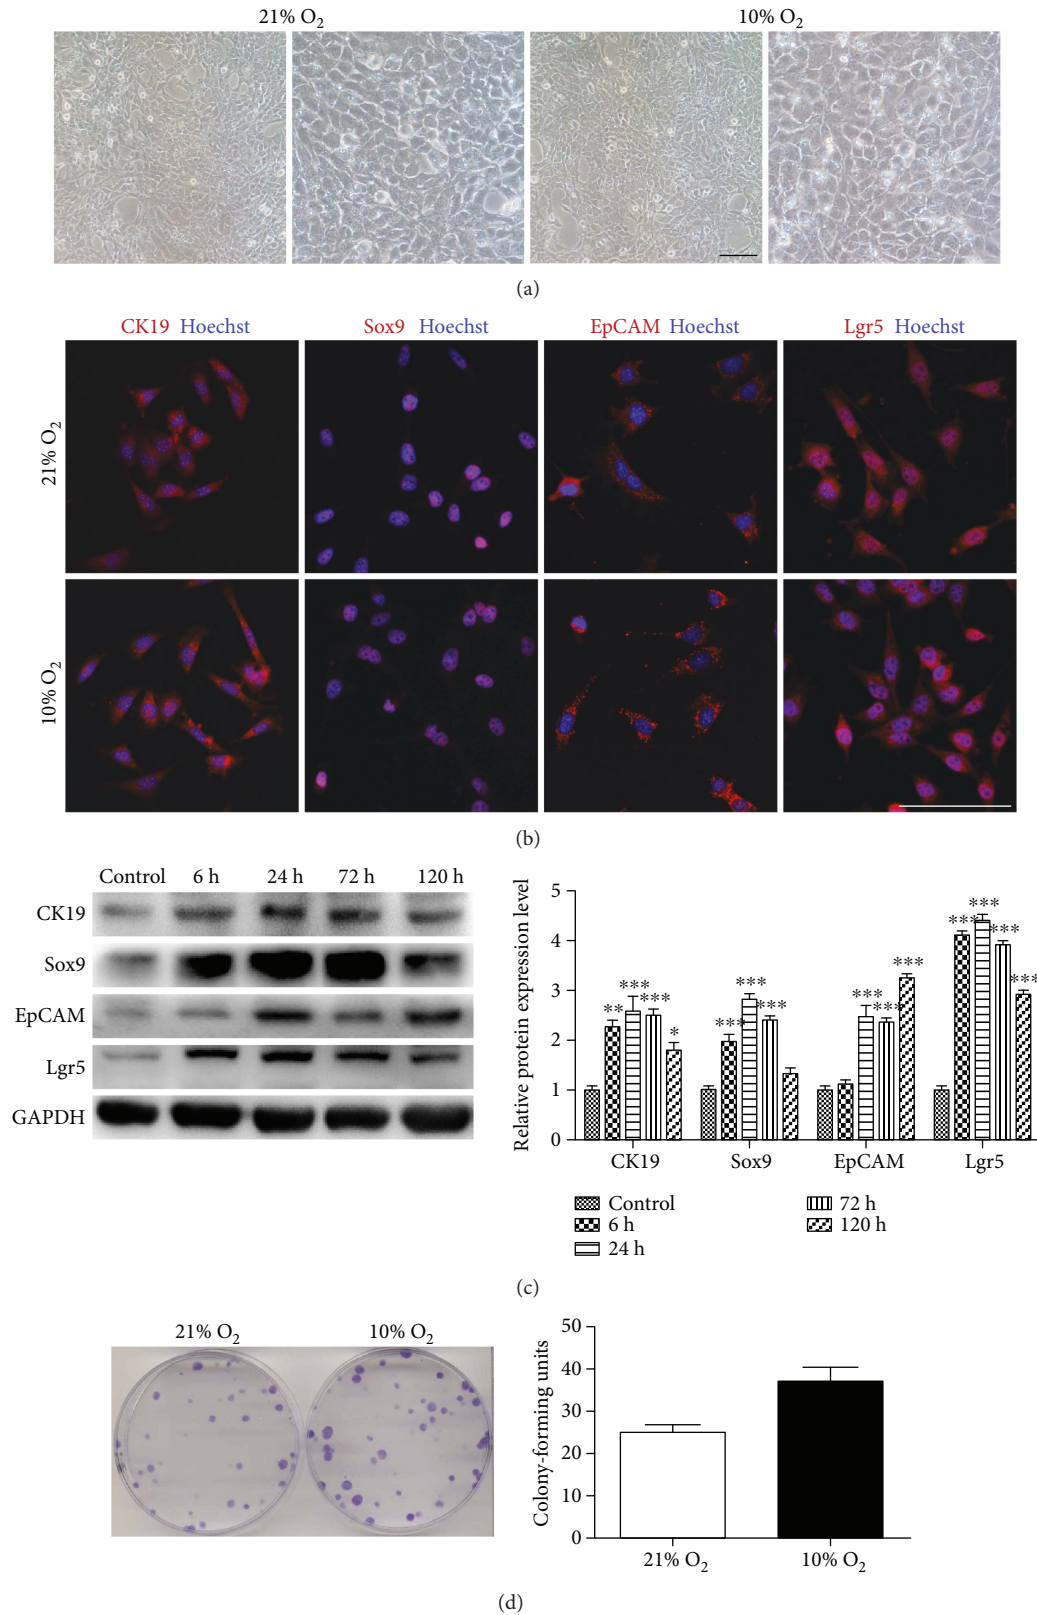 21% O2 10% O2
(a)
CK19 Hoechst Sox9 Hoechst EpCAM Hoechst Lgr5 Hoechst
21% O2
10% O2
(b)
Control 6 h 24 h 72 h 120 h
CK19
Sox9
EpCAM
Lgr5
GAPDH
Relative protein expression level
5
4
3
2
1
0
** *** *** *
*** *** ***
*** *** ***
*** *** *** ***
CK19 Sox9 EpCAM Lgr5
Control 72 h
6 h 120 h
24 h
(c)
21% O2 10% O2
Colony-forming units
50
40
30
20
10
0
21% O2 10% O2
(d)